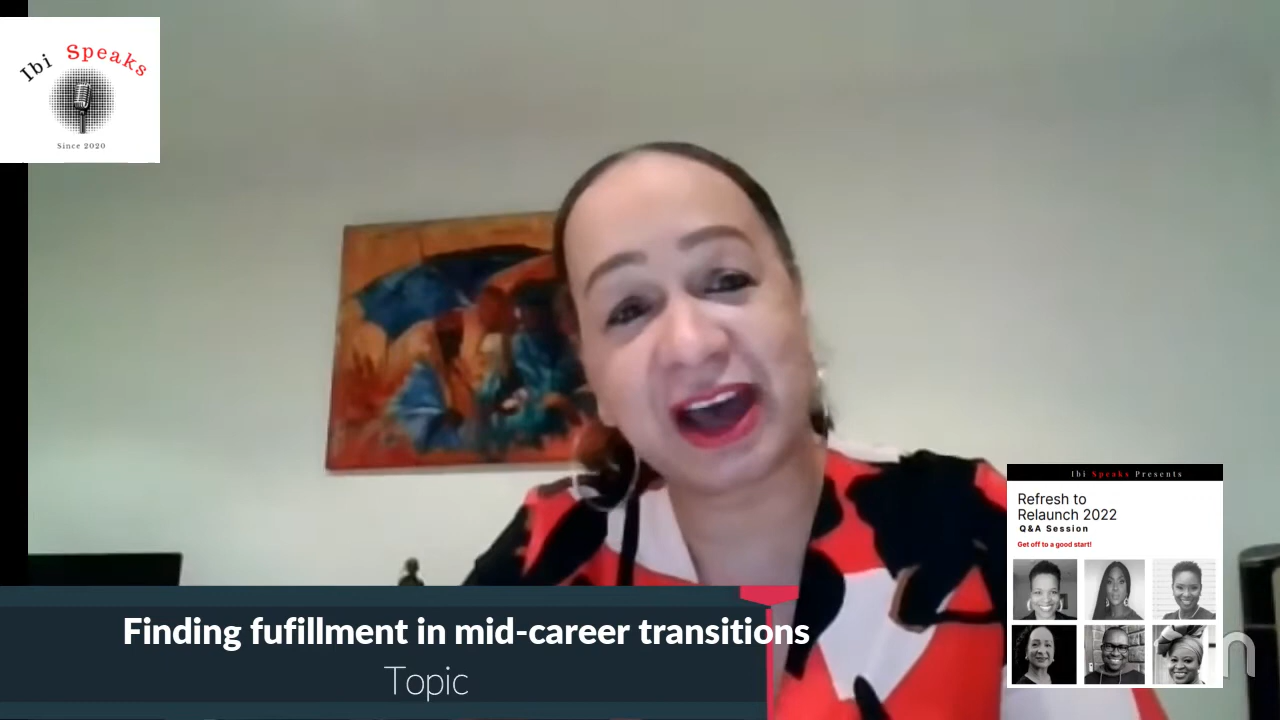 Ibi Speaks
Since 2020
Ibi Speaks Presents
Refresh to
Relaunch 2022
Q&A Session
Get off to a good start!
Finding fufillment in mid-career transitions
Topic